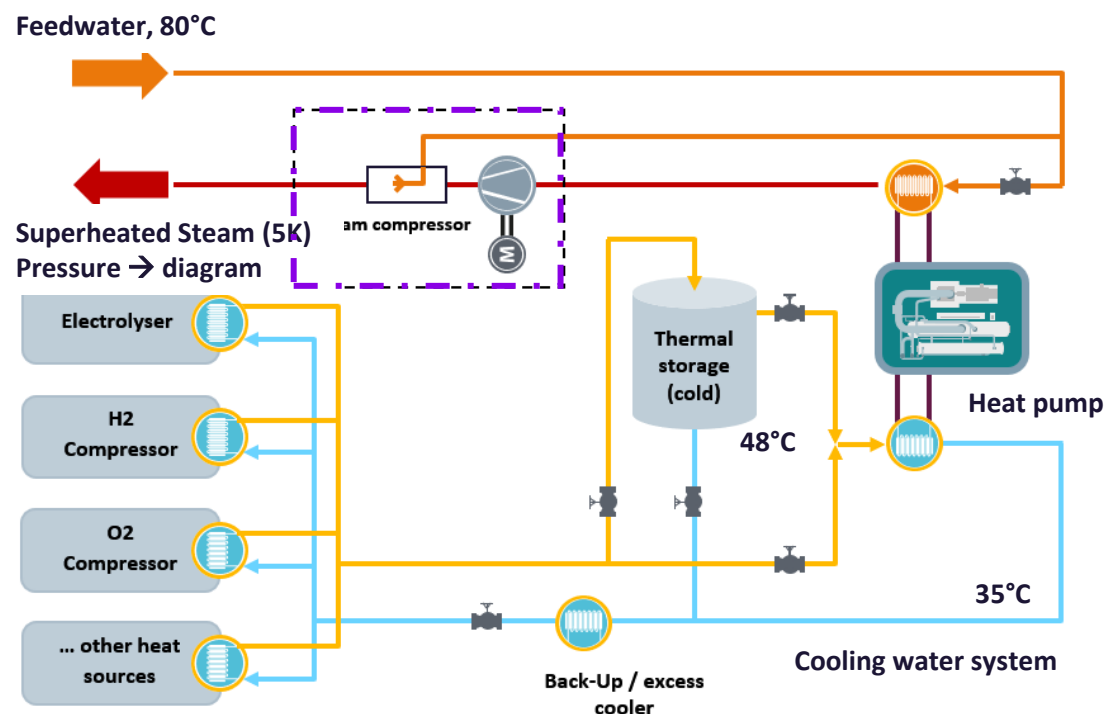 Feedwater, 80°C
am compressor
M
Superheated Steam (5K)
Pressure → diagram
Electrolyser
Thermal
storage
(cold)
H2
Compressor
Heat pump
48°C
O2
Compressor
35°C
... other heat
sources
Back-Up / excess
cooler
Cooling water system